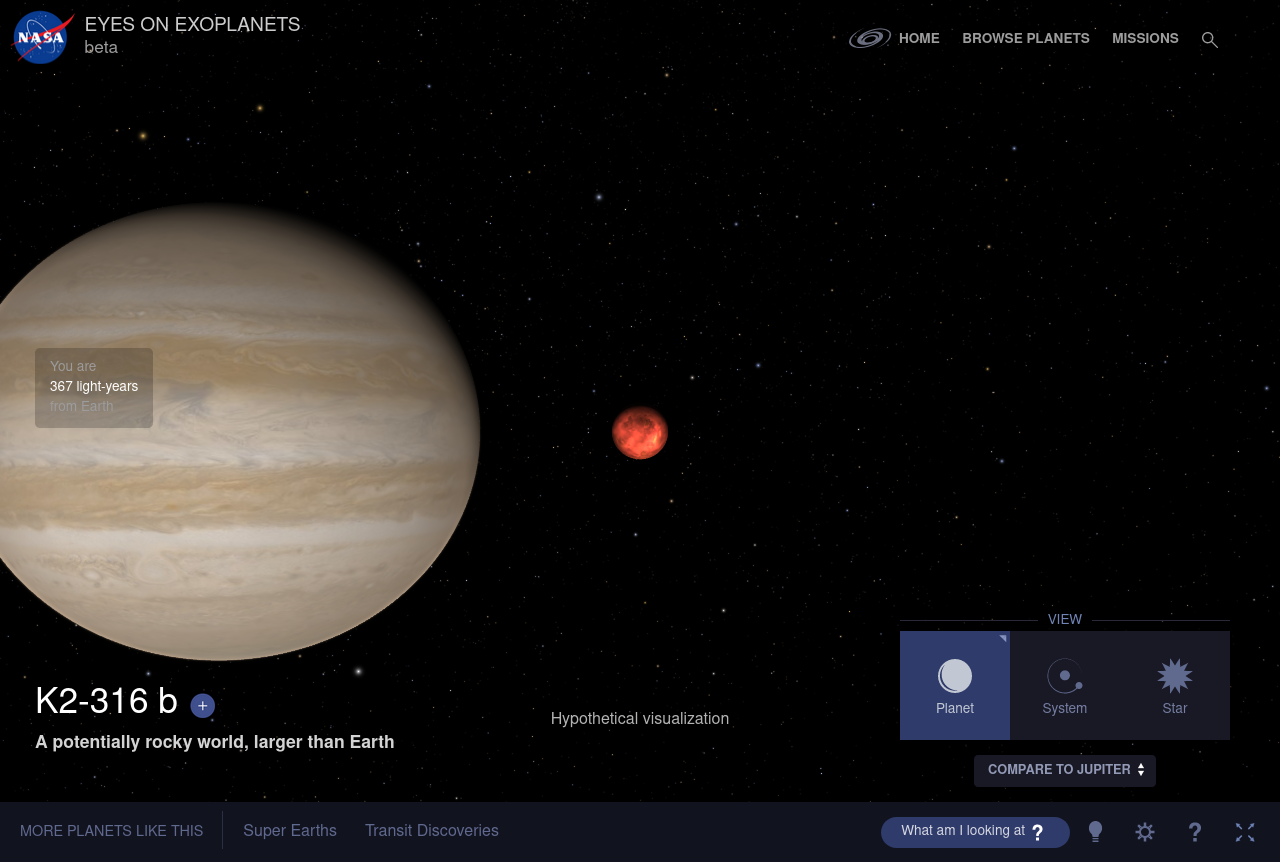 NASA
EYES ON EXOPLANETS
beta
HOME
BROWSE PLANETS
MISSIONS
You are
367 light-years
from Earth
K2-316 b +
A potentially rocky world, larger than Earth
Hypothetical visualization
VIEW
Planet
System
Star
COMPARE TO JUPITER
MORE PLANETS LIKE THIS
Super Earths
Transit Discoveries
What am I looking at ?
?